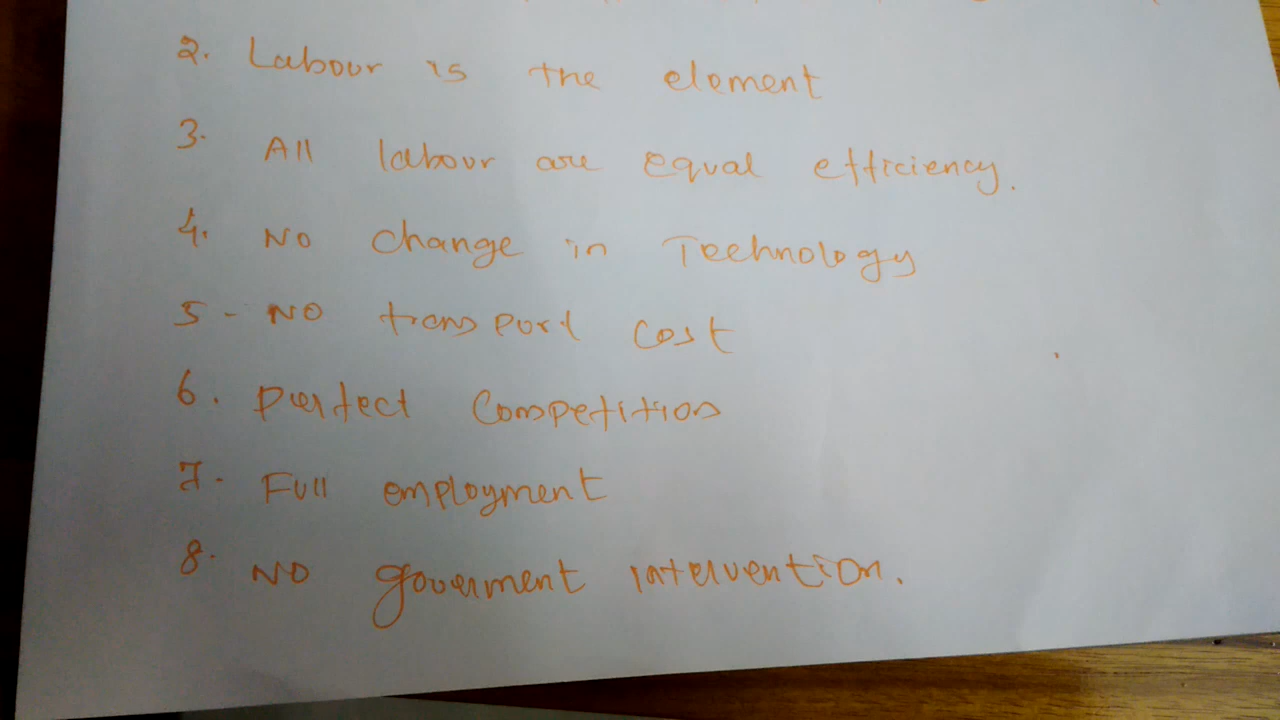 2. Labour is the element
3. All labour are equal efficiency.
4. No change in Technology
5 - No transport cost
6. Perfect Competition
7. Full employment
8. No goverment intervention.